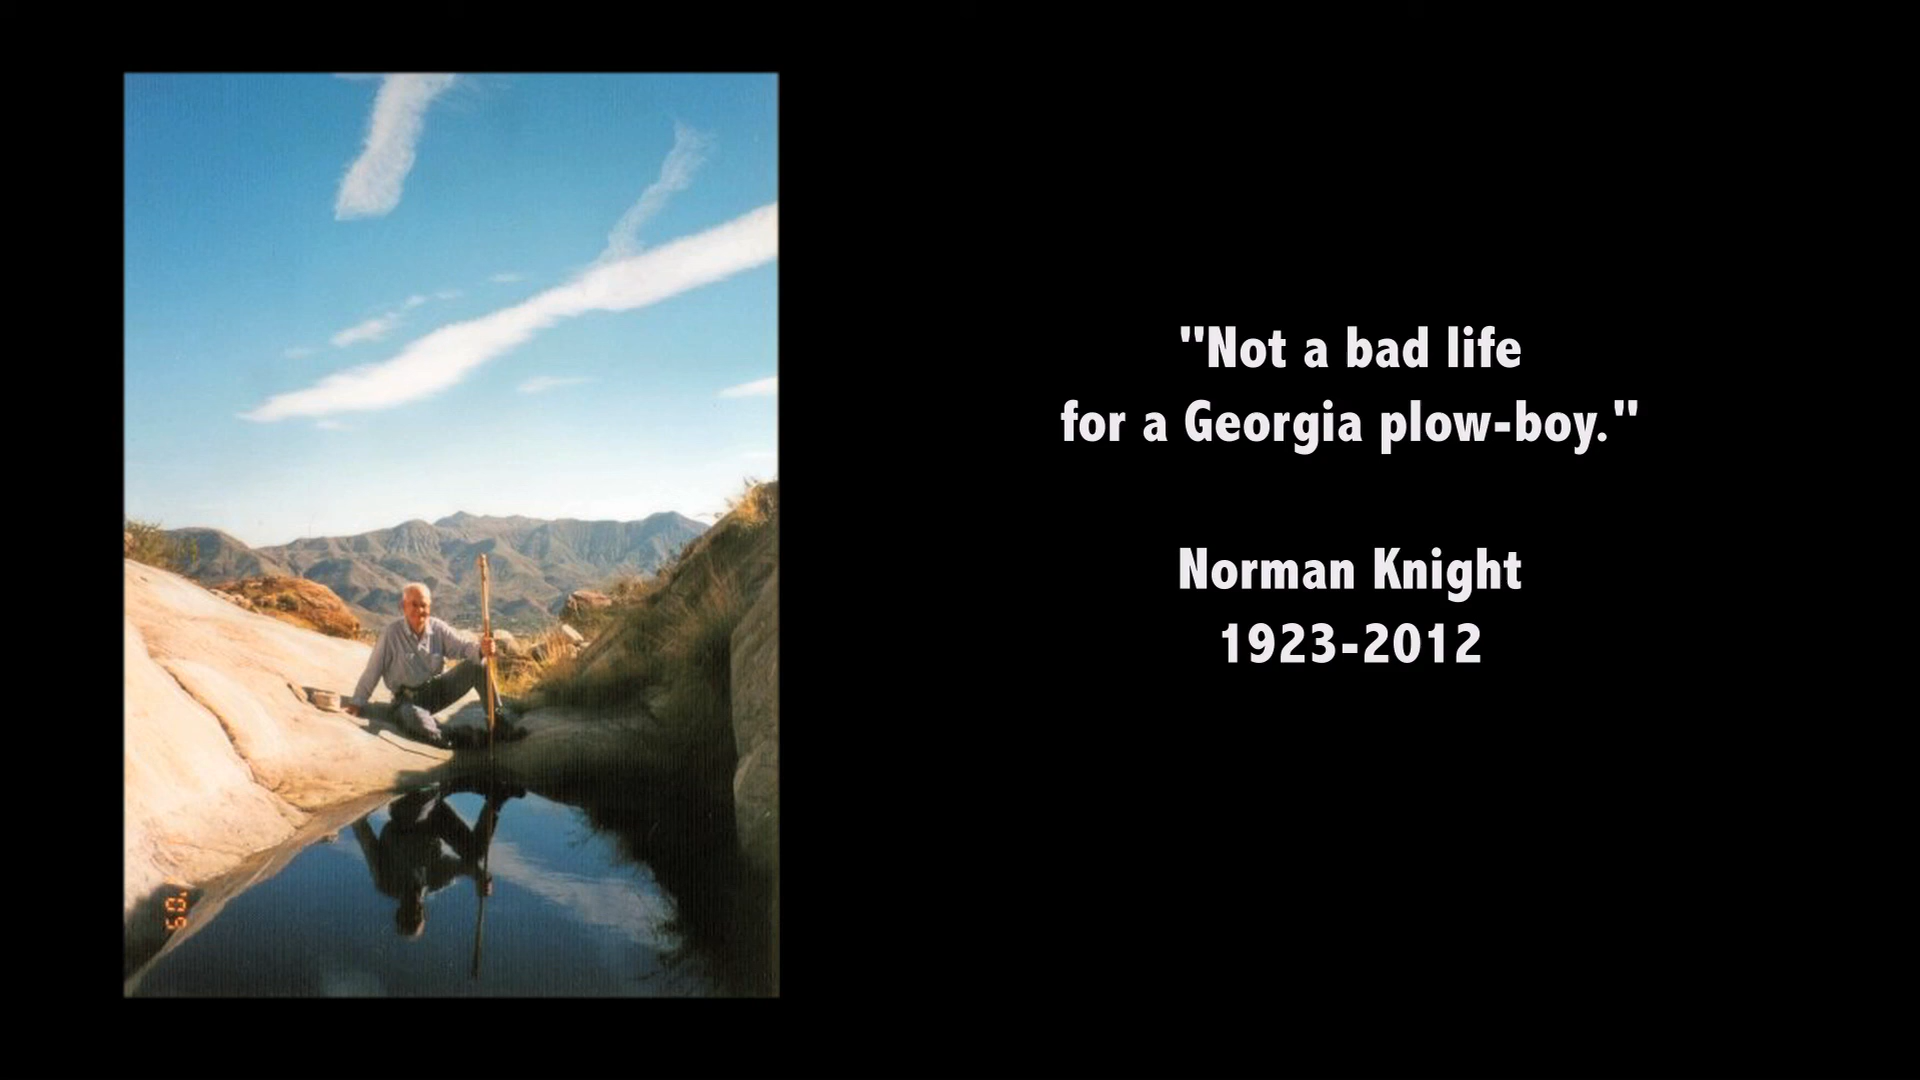 "Not a bad life
for a Georgia plow-boy."
Norman Knight
1923-2012